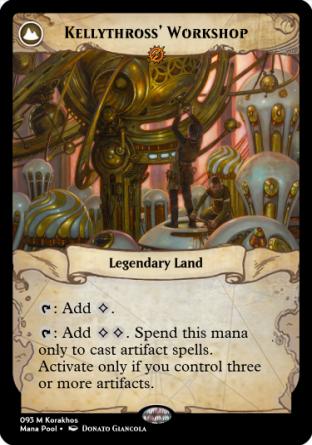 Kellythross' Workshop
Legendary Land
: Add .
: Add . Spend this mana
only to cast artifact spells.
Activate only if you control three
or more artifacts.
093 M Korakhos
Mana Pool • Donato Giancola